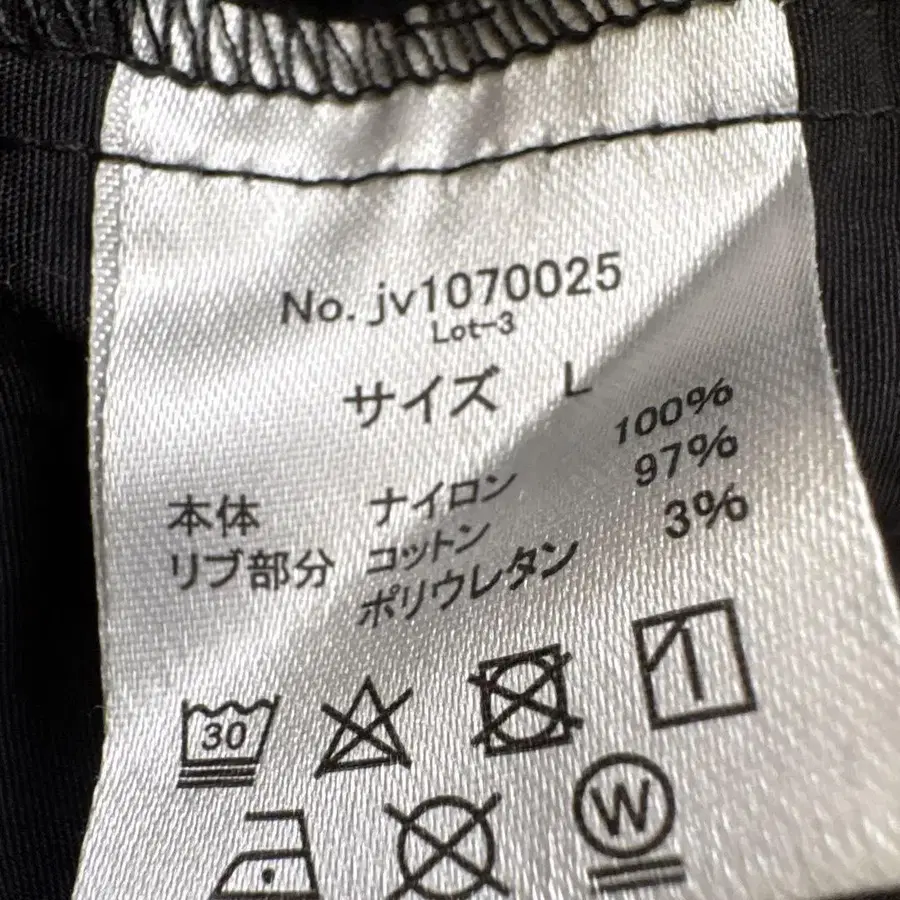 No. jv1070025
Lot-3
サイズ L
本体 ナイロン 100%
リブ部分 コットン 97%
ポリウレタン 3%
30
W